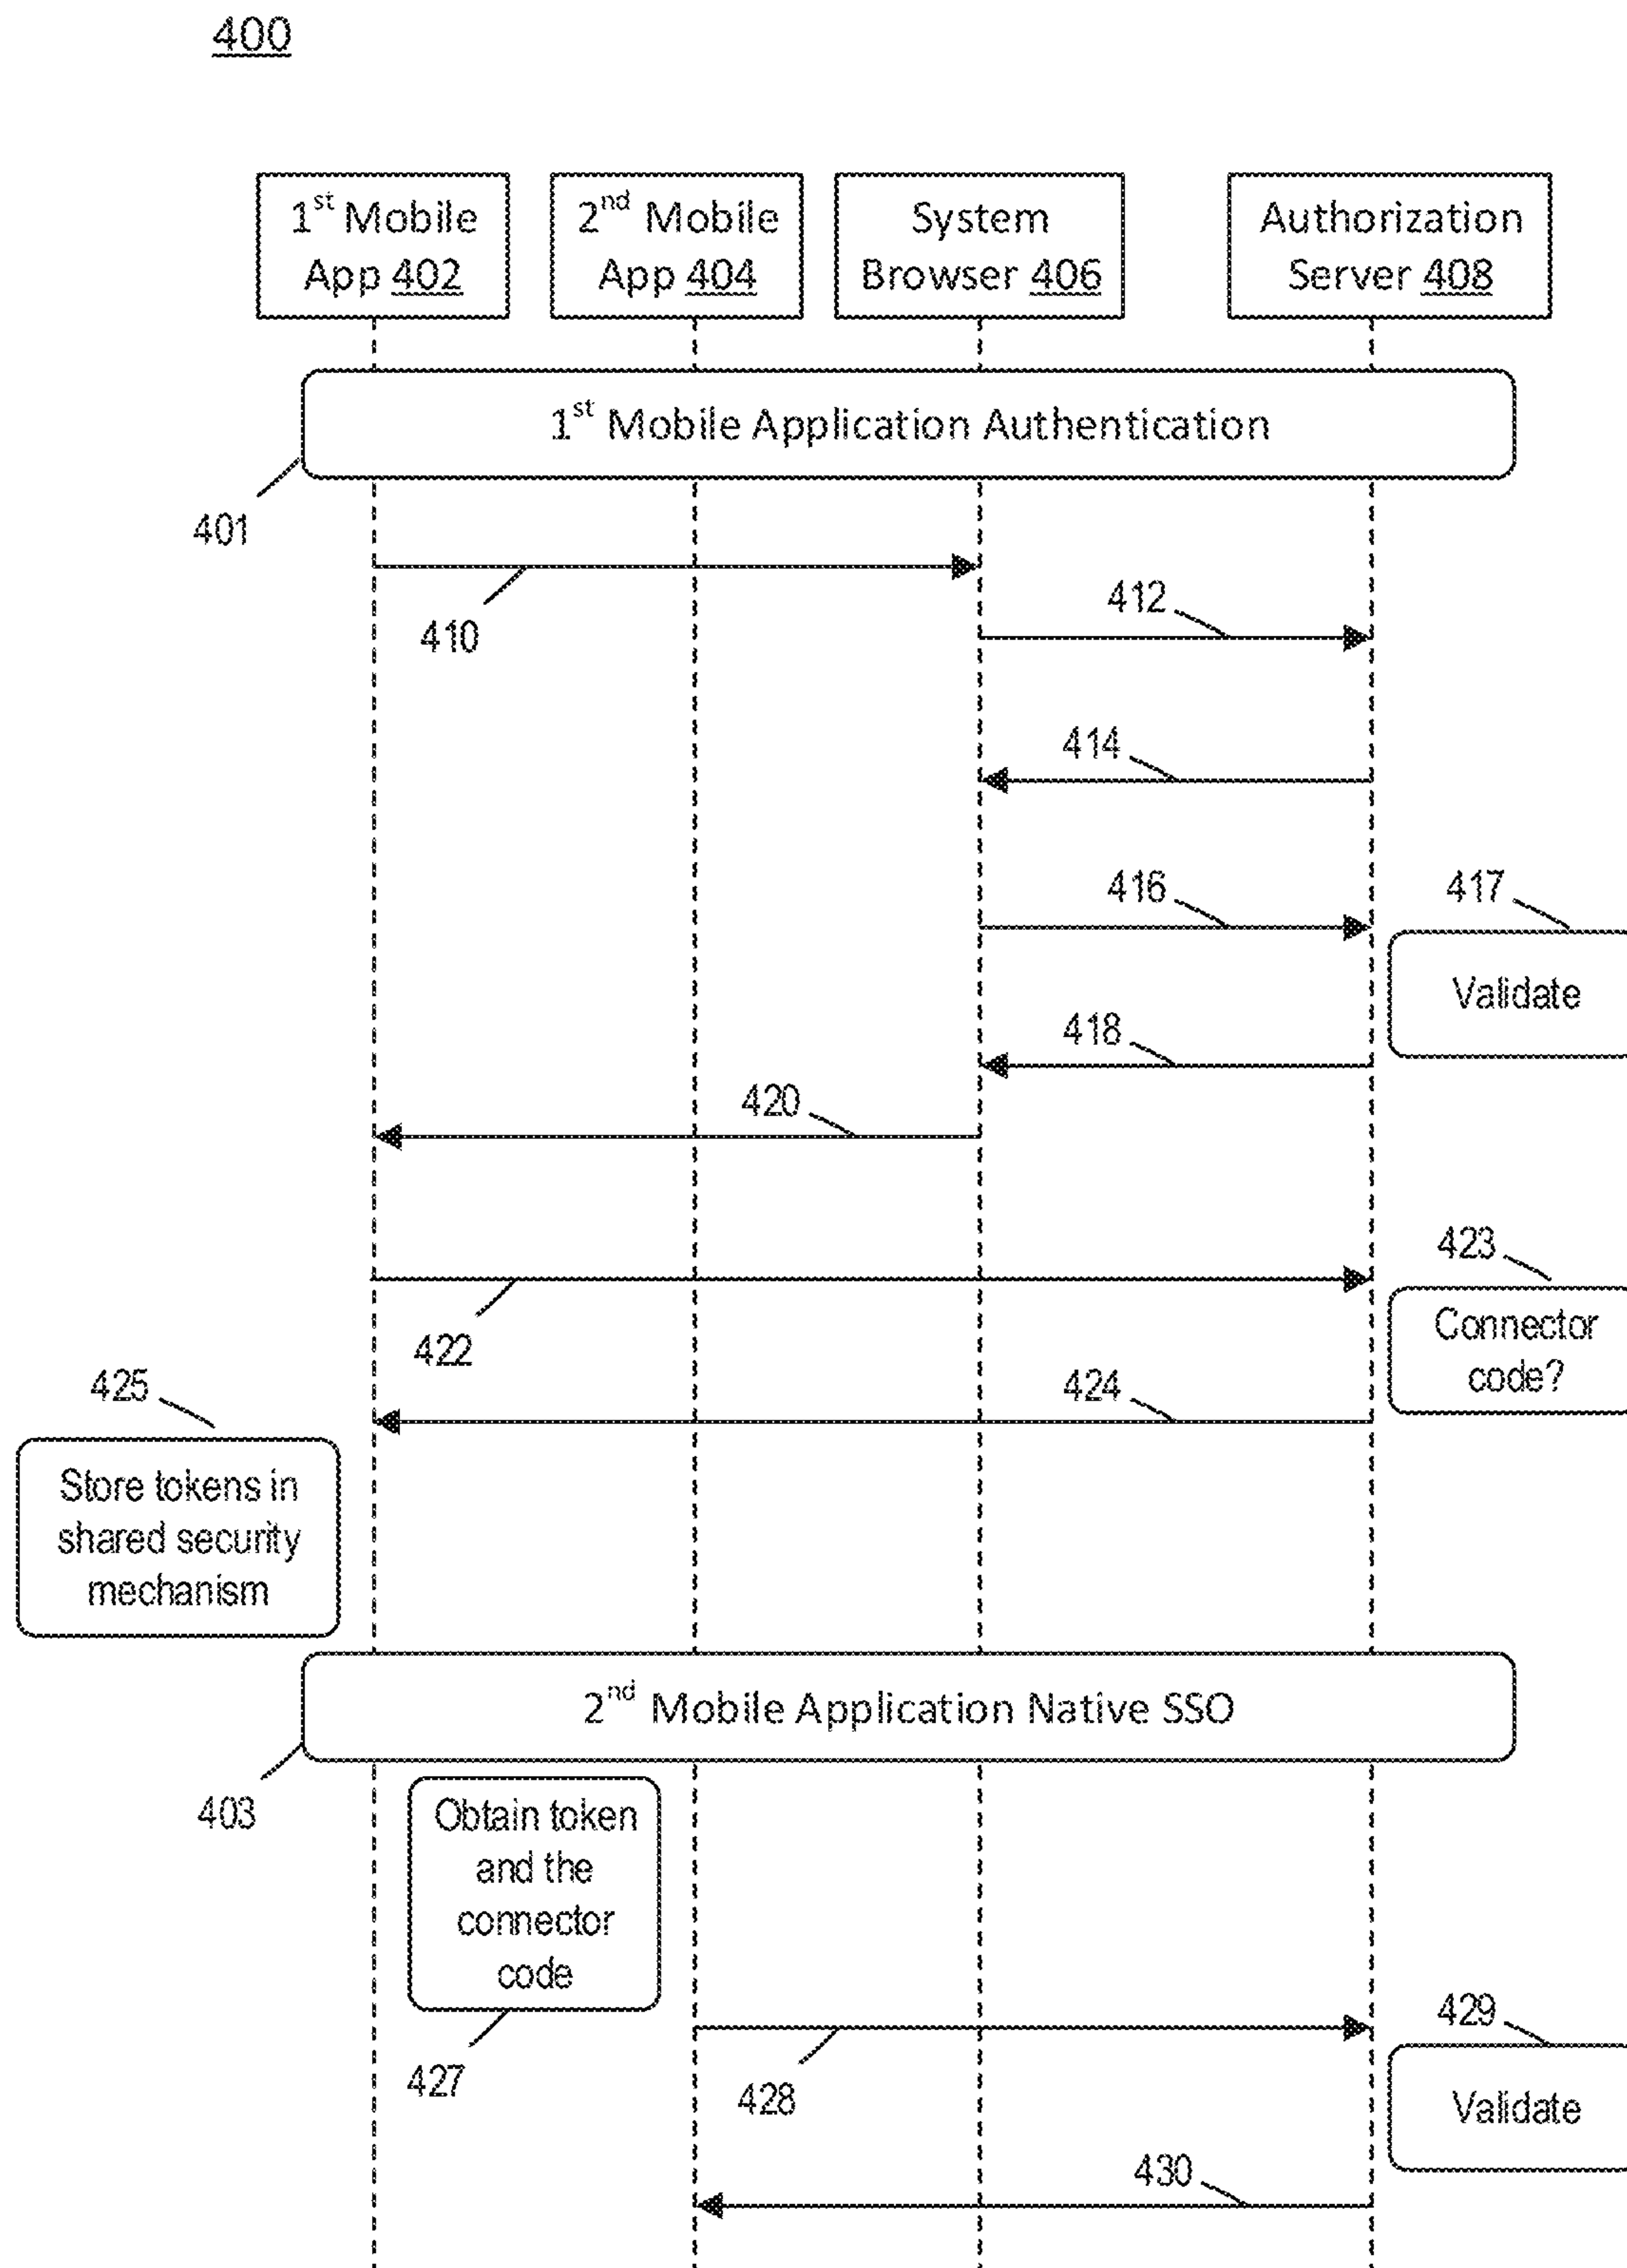 400
1st Mobile
App 402
2nd Mobile
App 404
System
Browser 406
Authorization
Server 408
1st Mobile Application Authentication
401
410
412
414
416
417
Validate
418
420
423
422
Connector
code?
425
424
Store tokens in
shared security
mechanism
2nd Mobile Application Native SSO
403
Obtain token
and the
connector
code
427
428
429
Validate
430